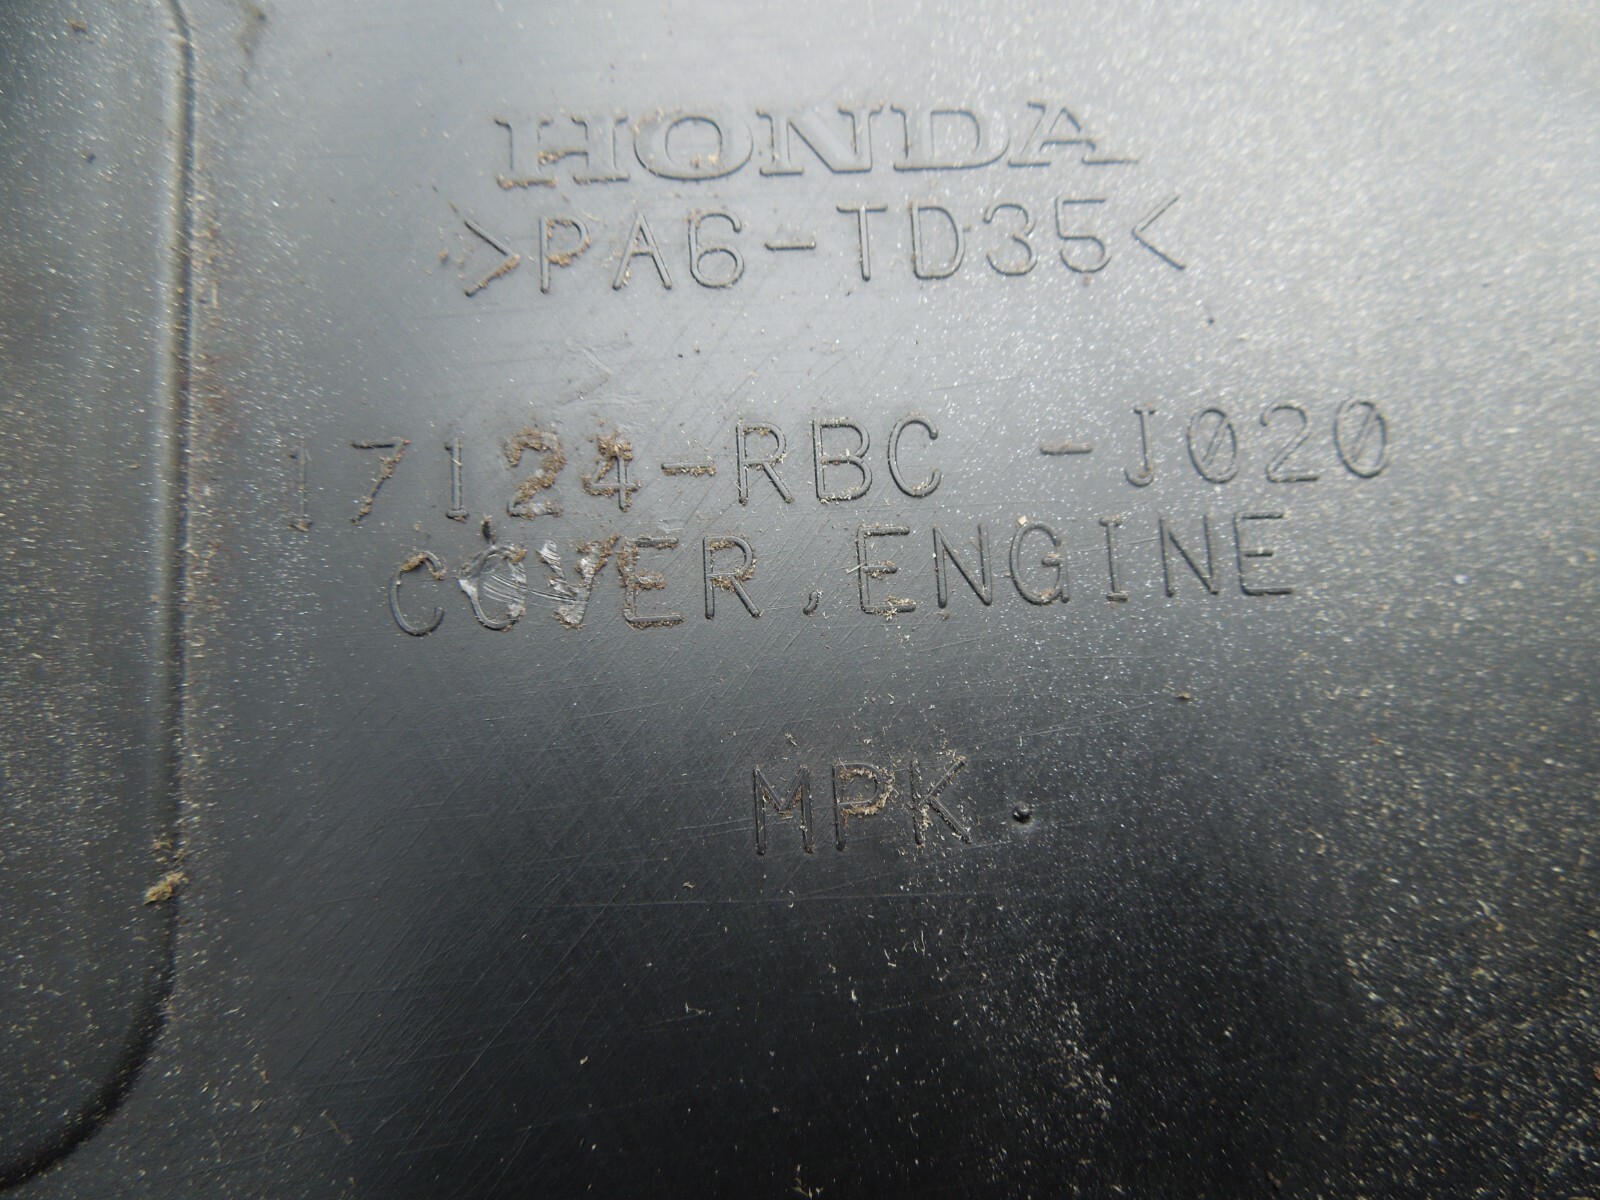 HONDA
>PA6-TD35<
17124-RBC -J020
COVER,ENGINE
MPK.